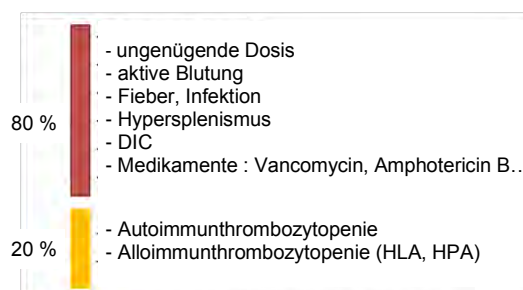 80 %
- ungenügende Dosis
- aktive Blutung
- Fieber, Infektion
- Hypersplenismus
- DIC
- Medikamente : Vancomycin, Amphotericin B…
20 %
- Autoimmunthrombozytopenie
- Alloimmunthrombozytopenie (HLA, HPA)